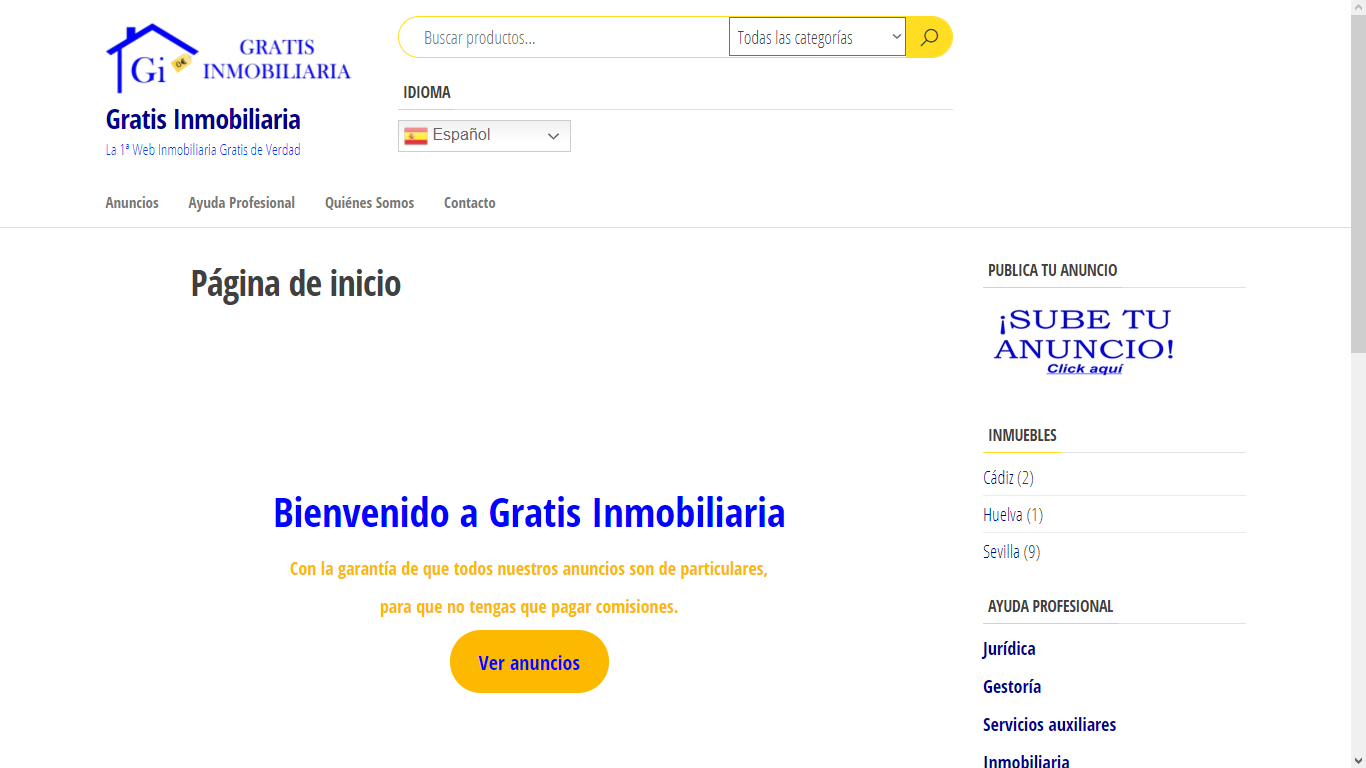 GRATIS
INMOBILIARIA
Gi 0€
Gratis Inmobiliaria
La 1ª Web Inmobiliaria Gratis de Verdad
Buscar productos...
Todas las categorías
IDIOMA
Español
Anuncios
Ayuda Profesional
Quiénes Somos
Contacto
Página de inicio
Bienvenido a Gratis Inmobiliaria
Con la garantía de que todos nuestros anuncios son de particulares,
para que no tengas que pagar comisiones.
Ver anuncios
PUBLICA TU ANUNCIO
¡SUBE TU
ANUNCIO!
Click aquí
INMUEBLES
Cádiz (2)
Huelva (1)
Sevilla (9)
AYUDA PROFESIONAL
Jurídica
Gestoría
Servicios auxiliares
Inmobiliaria